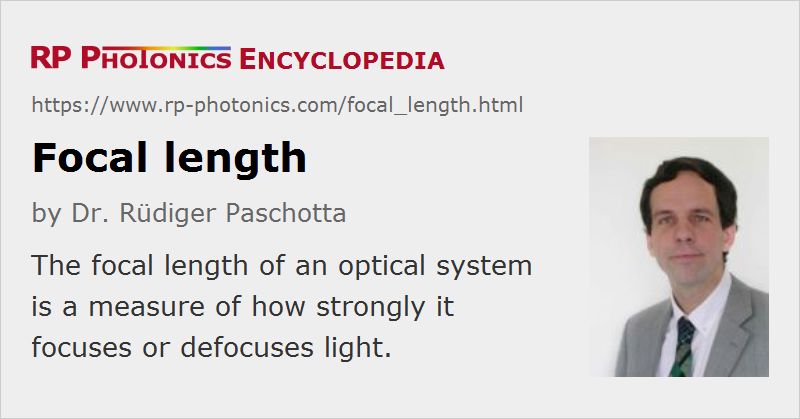 RP PHOTONICS ENCYCLOPEDIA
https://www.rp-photonics.com/focal_length.html
Focal length
by Dr. Rüdiger Paschotta
The focal length of an optical system
is a measure of how strongly it
focuses or defocuses light.